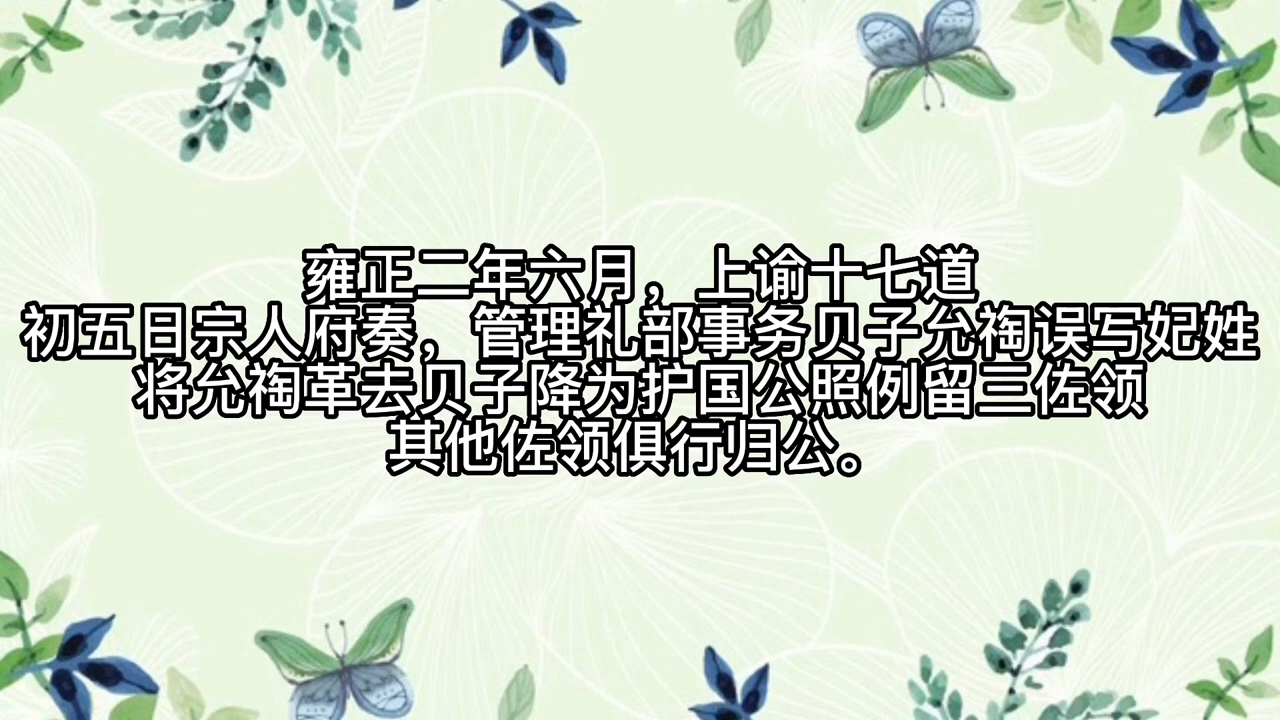 雍正二年六月，上谕十七道
初五日宗人府奏，管理礼部事务贝子允祹误写妃姓
将允祹革去贝子降为护国公照例留三佐领
其他佐领俱行归公。